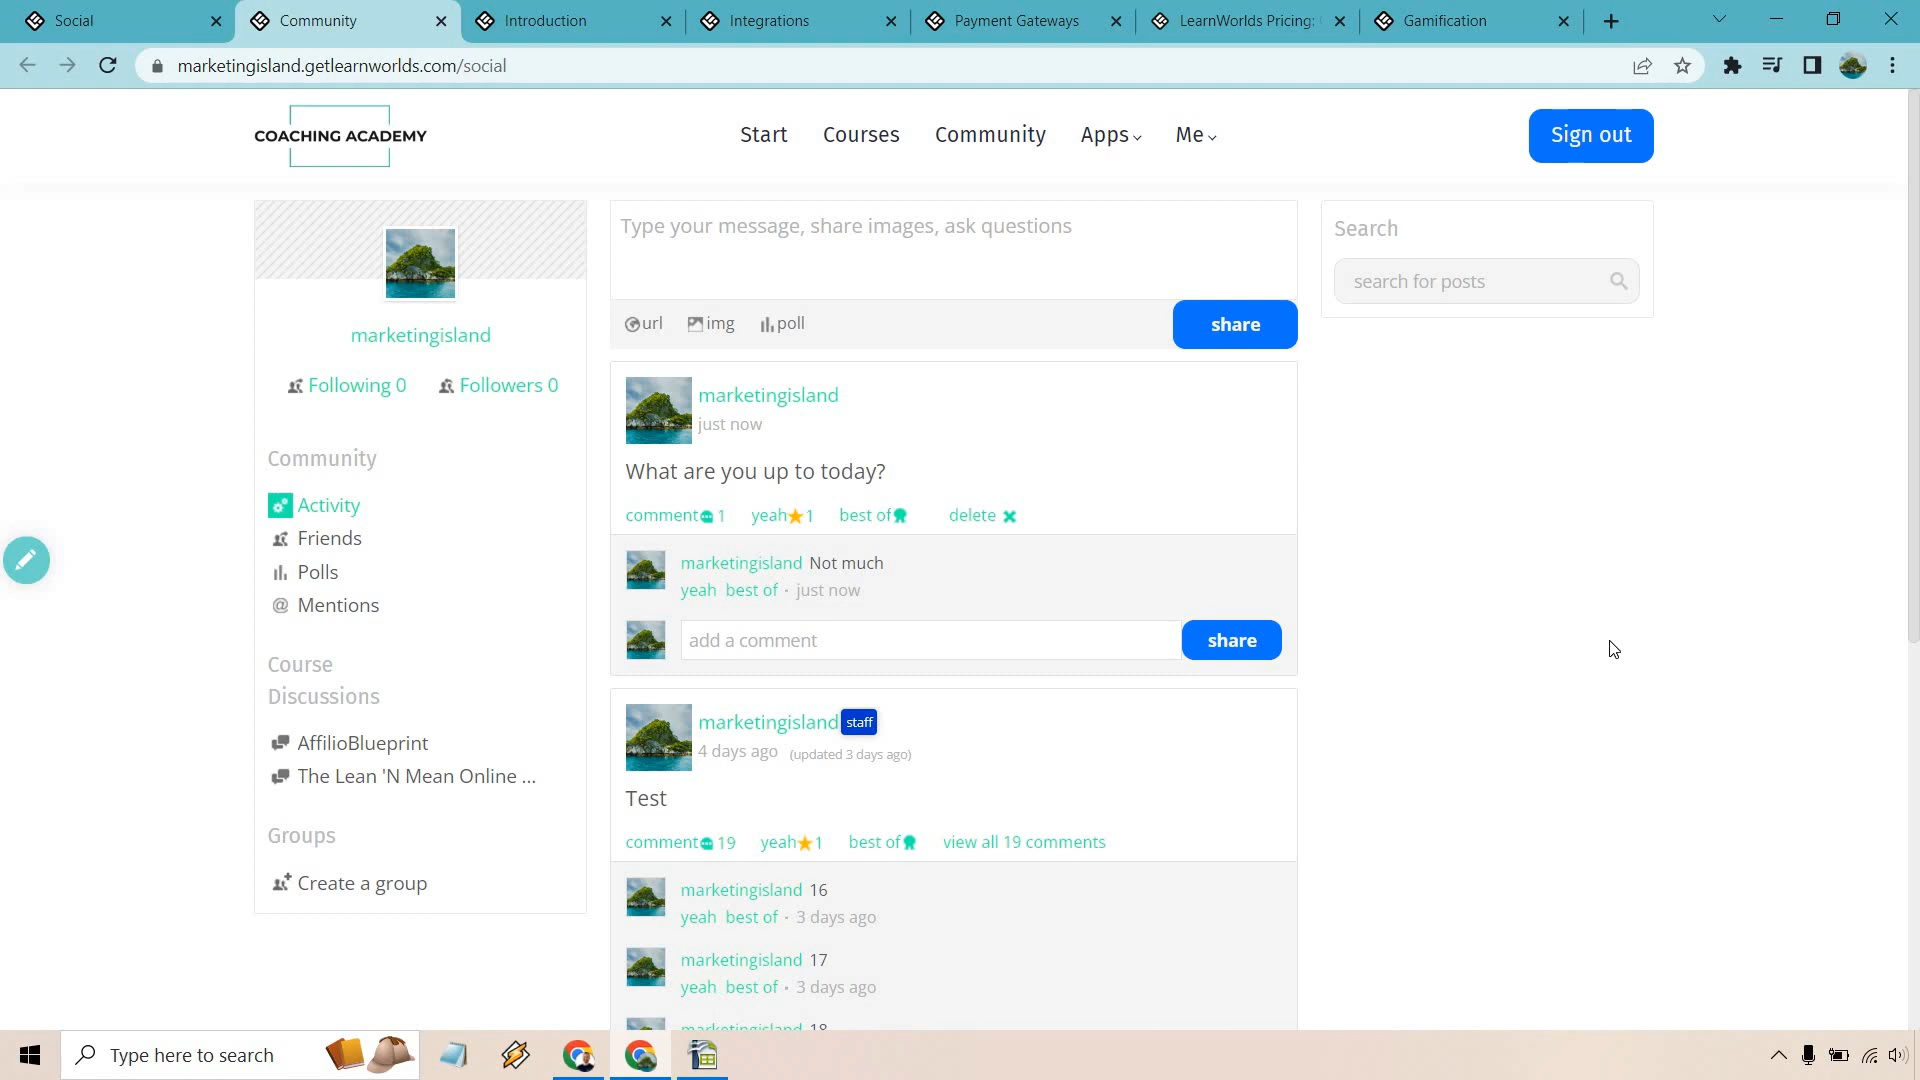 Social
Community
Introduction
Integrations
Payment Gateways
LearnWorlds Pricing:
Gamification
marketingisland.getlearnworlds.com/social
COACHING ACADEMY
Start
Courses
Community
Apps
Me
Sign out
marketingisland
Following 0
Followers 0
Community
Activity
Friends
Polls
@ Mentions
Course
Discussions
AffilioBlueprint
The Lean 'N Mean Online ...
Groups
Create a group
Type your message, share images, ask questions
url
img
poll
share
marketingisland
just now
What are you up to today?
comment 1 yeah 1 best of delete
marketingisland Not much
yeah best of · just now
add a comment
share
marketingisland staff
4 days ago (updated 3 days ago)
Test
comment 19 yeah 1 best of view all 19 comments
marketingisland 16
yeah best of · 3 days ago
marketingisland 17
yeah best of · 3 days ago
marketingisland 18
Search
search for posts
Type here to search